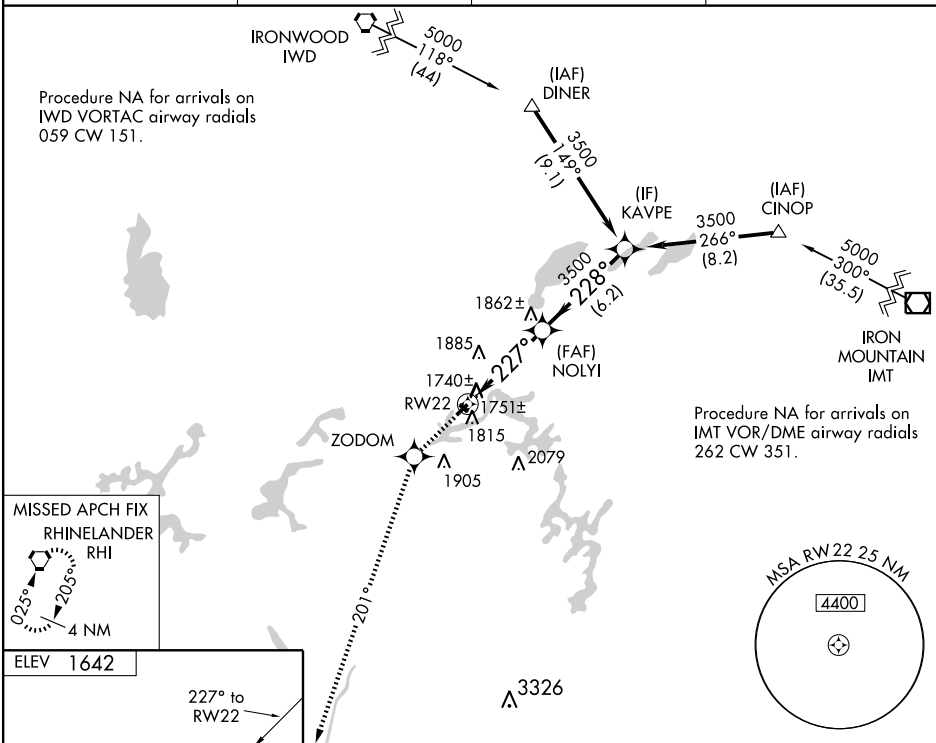 IRONWOOD
IWD
5000
118°
(44)
(IAF)
DINER
Procedure NA for arrivals on
IWD VORTAC airway radials
059 CW 151.
3500
149°
(9.1)
(IF)
KAVPE
(IAF)
CINOP
3500
266°
(8.2)
5000
300°
(35.5)
IRON
MOUNTAIN
IMT
3500
228°
(6.2)
1862±
(FAF)
NOLYI
1885
227°
1740±
RW22
1751±
1815
ZODOM
1905
2079
Procedure NA for arrivals on
IMT VOR/DME airway radials
262 CW 351.
MISSED APCH FIX
RHINELANDER
RHI
025°
205°
4 NM
201°
MSA RW 22 25 NM
4400
ELEV 1642
227° to
RW22
3326